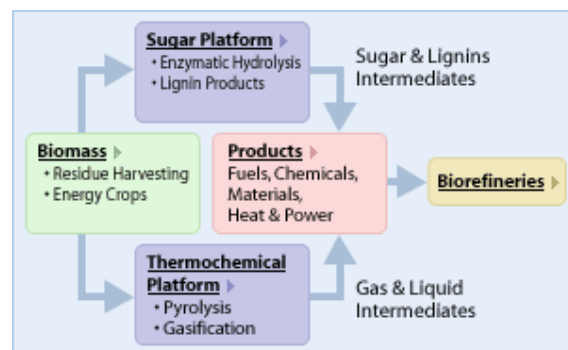 Sugar Platform
• Enzymatic Hydrolysis
• Lignin Products
Sugar & Lignins
Intermediates
Biomass
• Residue Harvesting
• Energy Crops
Products
Fuels, Chemicals,
Materials,
Heat & Power
Biorefineries
Thermochemical
Platform
• Pyrolysis
• Gasification
Gas & Liquid
Intermediates